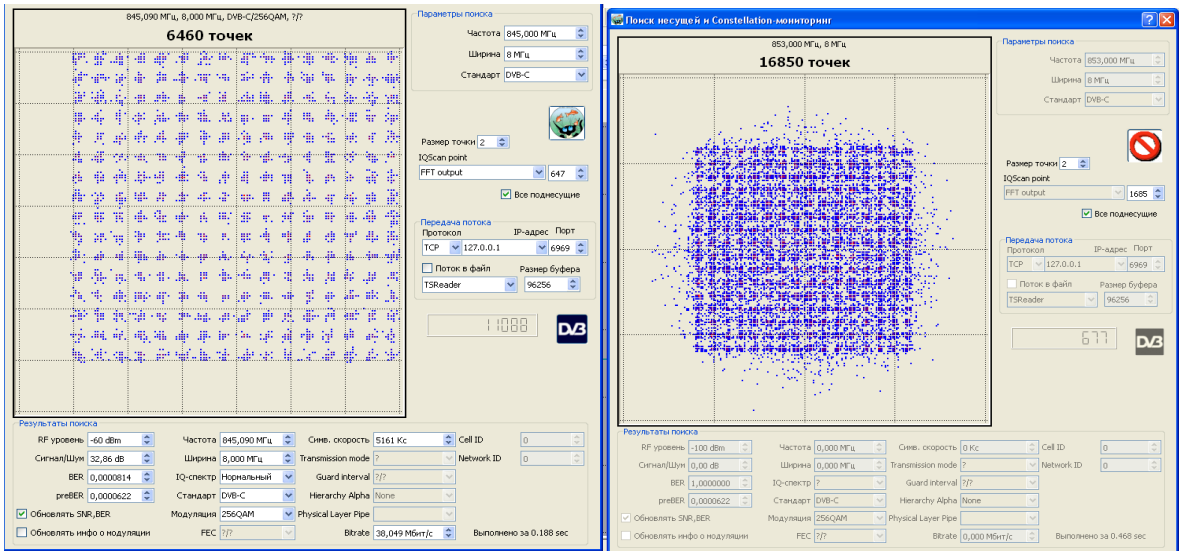 845,090 МГц, 8,000 МГц, DVB-C/256QAM, ?/?
6460 точек
Параметры поиска
Частота 845,000 МГц
Ширина 8 МГц
Стандарт DVB-C
Размер точки 2
IQScan point
FFT output 647
Все поднесущие
Передача потока
Протокол IP-адрес Порт
TCP 127.0.0.1 6969
Поток в файл Размер буфера
TSReader 96256
11088
DVB
Результаты поиска
RF уровень -60 dBm Частота 845,090 МГц Симв. скорость 5161 Кс Cell ID 0
Сигнал/Шум 32,86 dB Ширина 8,000 МГц Transmission mode ? Network ID 0
BER 0,0000814 IQ-спектр Нормальный Guard interval ?/?
preBER 0,0000622 Стандарт DVB-C Hierarchy Alpha None
Обновлять SNR,BER Модуляция 256QAM Physical Layer Pipe
Обновлять инфо о модуляции FEC ?/? Bitrate 38,049 Мбит/с Выполнено за 0.188 sec
Поиск несущей и Constellation-мониторинг
853,000 МГц, 8 МГц
16850 точек
Параметры поиска
Частота 853,000 МГц
Ширина 8 МГц
Стандарт DVB-C
Размер точки 2
IQScan point
FFT output 1685
Все поднесущие
Передача потока
Протокол IP-адрес Порт
TCP 127.0.0.1 6969
Поток в файл Размер буфера
TSReader 96256
677
DVB
Результаты поиска
RF уровень -100 dBm Частота 0,000 МГц Симв. скорость 0 Кс Cell ID 0
Сигнал/Шум 0,00 dB Ширина 0,000 МГц Transmission mode ? Network ID 0
BER 1,0000000 IQ-спектр ? Guard interval ?/?
preBER 0,0000622 Стандарт DVB-C Hierarchy Alpha None
Обновлять SNR,BER Модуляция 256QAM Physical Layer Pipe
Обновлять инфо о модуляции FEC ?/? Bitrate 0,000 Мбит/с Выполнено за 0.468 sec